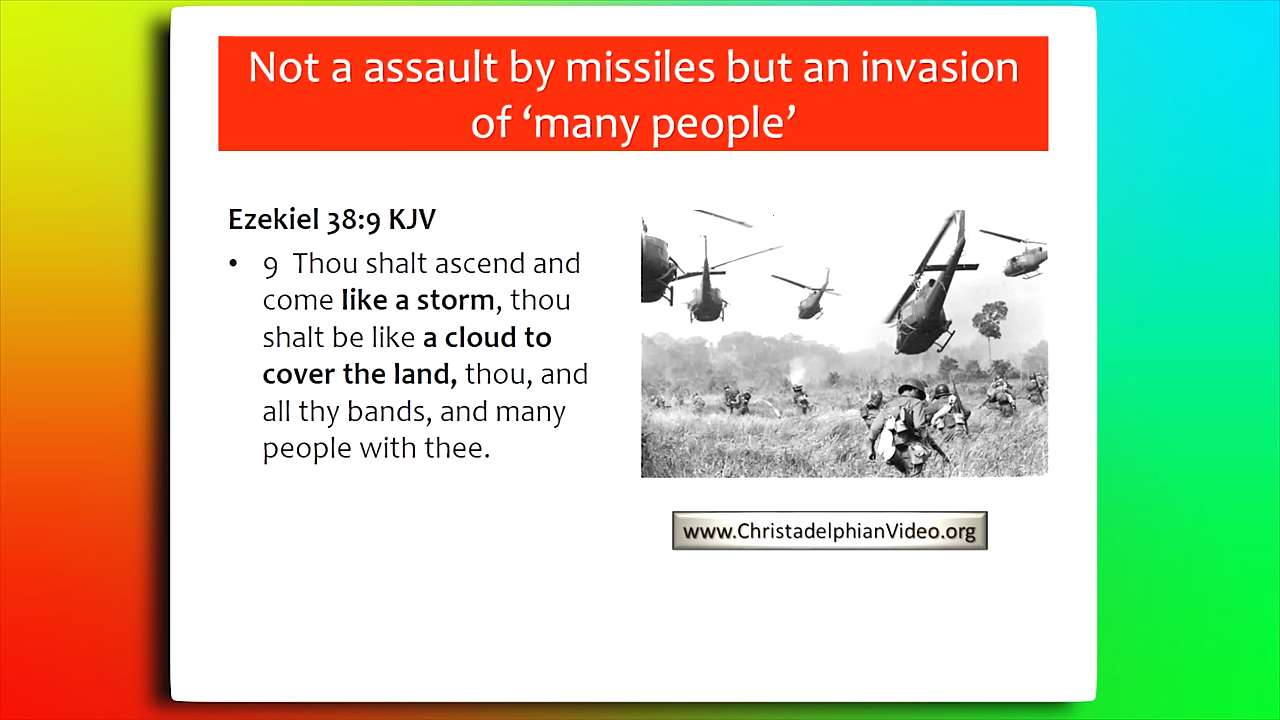 Not a assault by missiles but an invasion
of ‘many people’
Ezekiel 38:9 KJV
• 9 Thou shalt ascend and
come like a storm, thou
shalt be like a cloud to
cover the land, thou, and
all thy bands, and many
people with thee.
www.ChristadelphianVideo.org